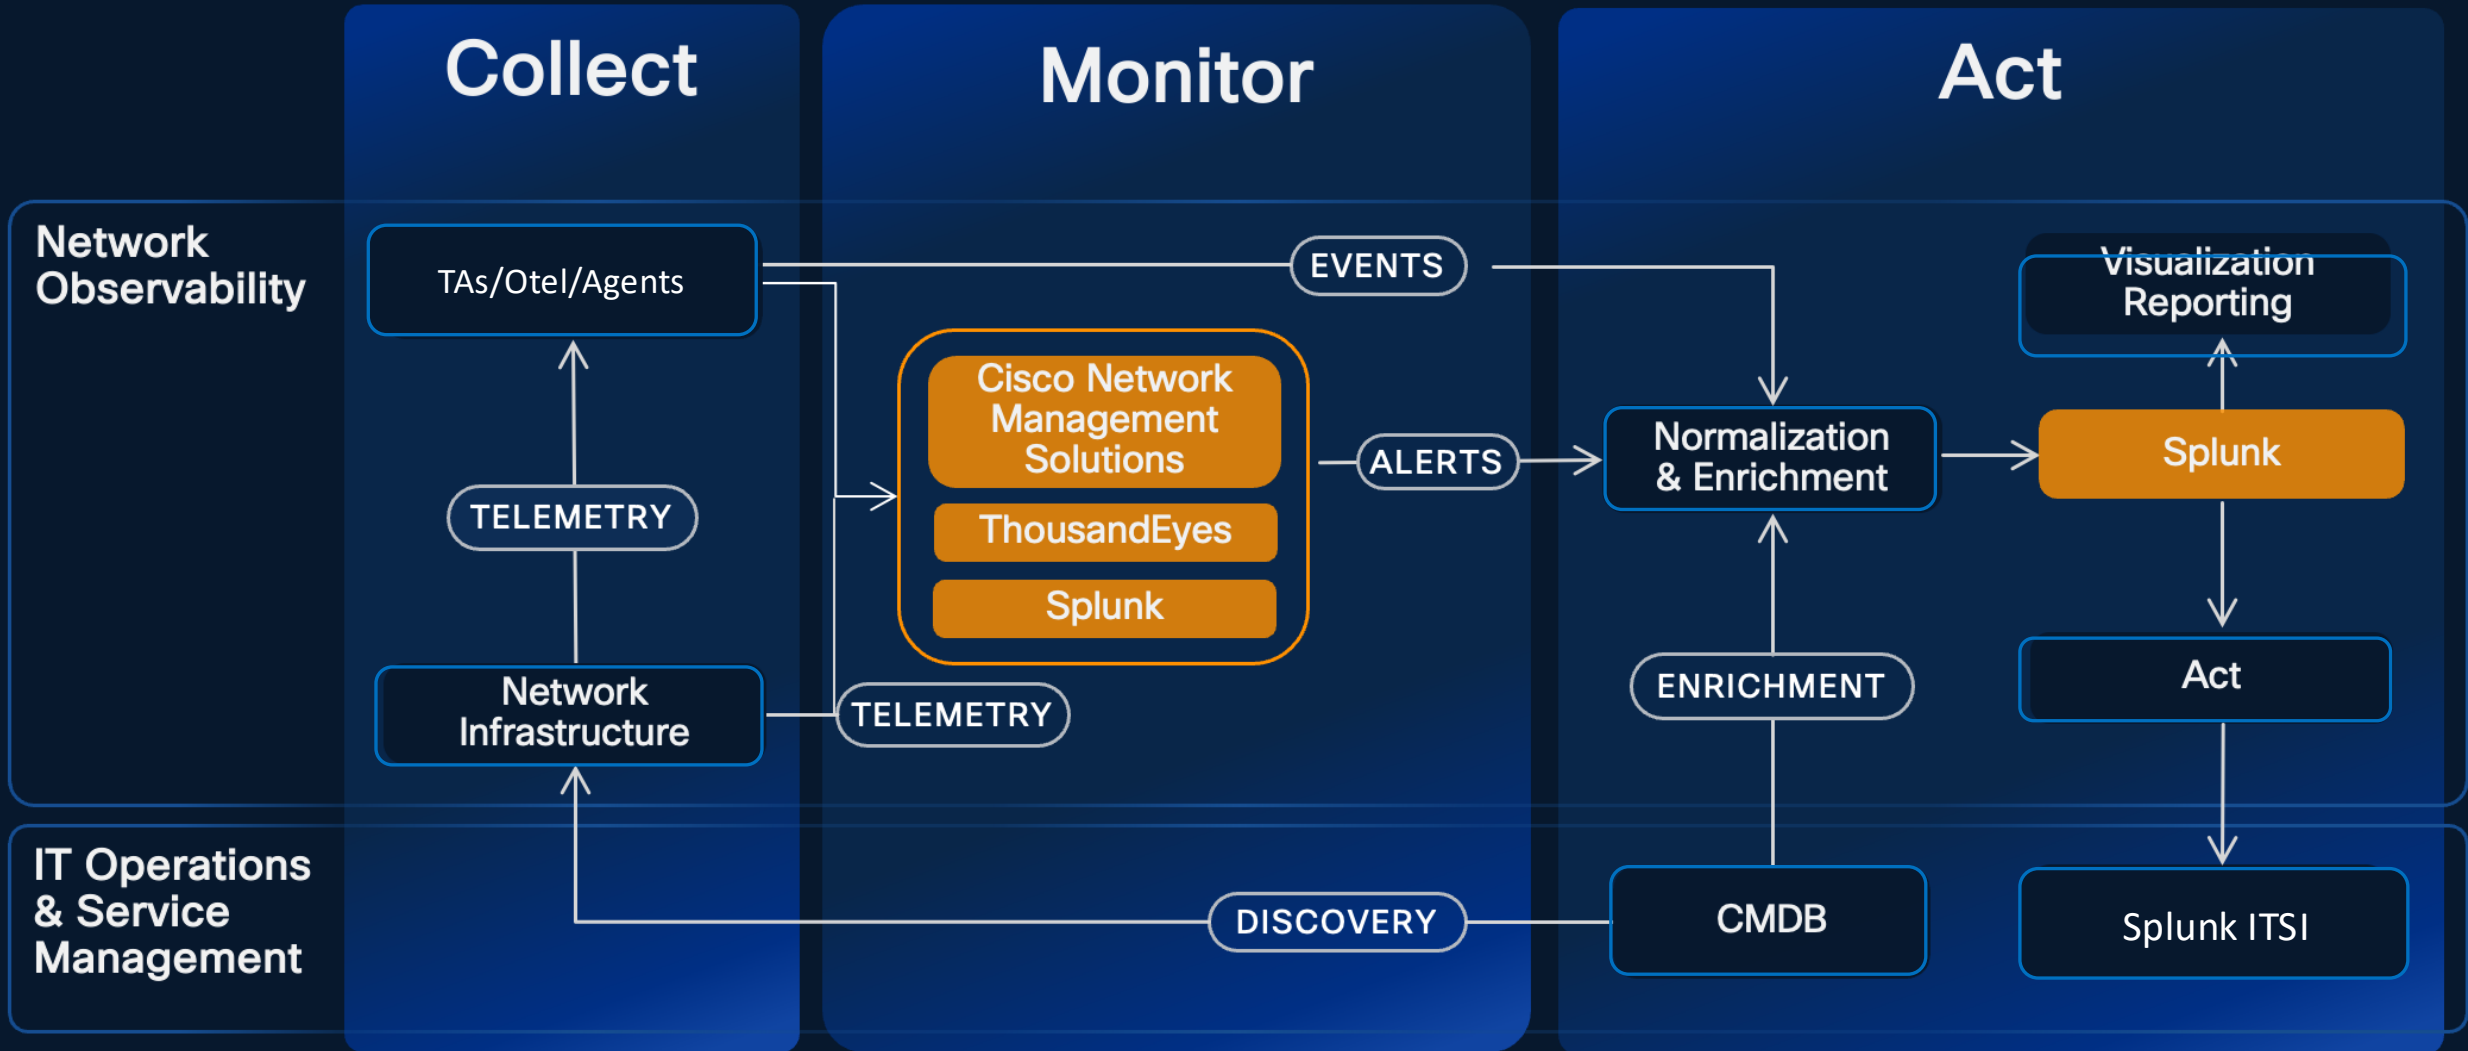 Collect
Monitor
Act
Network
Observability
TAs/Otel/Agents
EVENTS
Visualization
Reporting
Cisco Network
Management
Solutions
ThousandEyes
Splunk
ALERTS
Normalization
& Enrichment
Splunk
TELEMETRY
Network
Infrastructure
TELEMETRY
ENRICHMENT
Act
IT Operations
& Service
Management
DISCOVERY
CMDB
Splunk ITSI